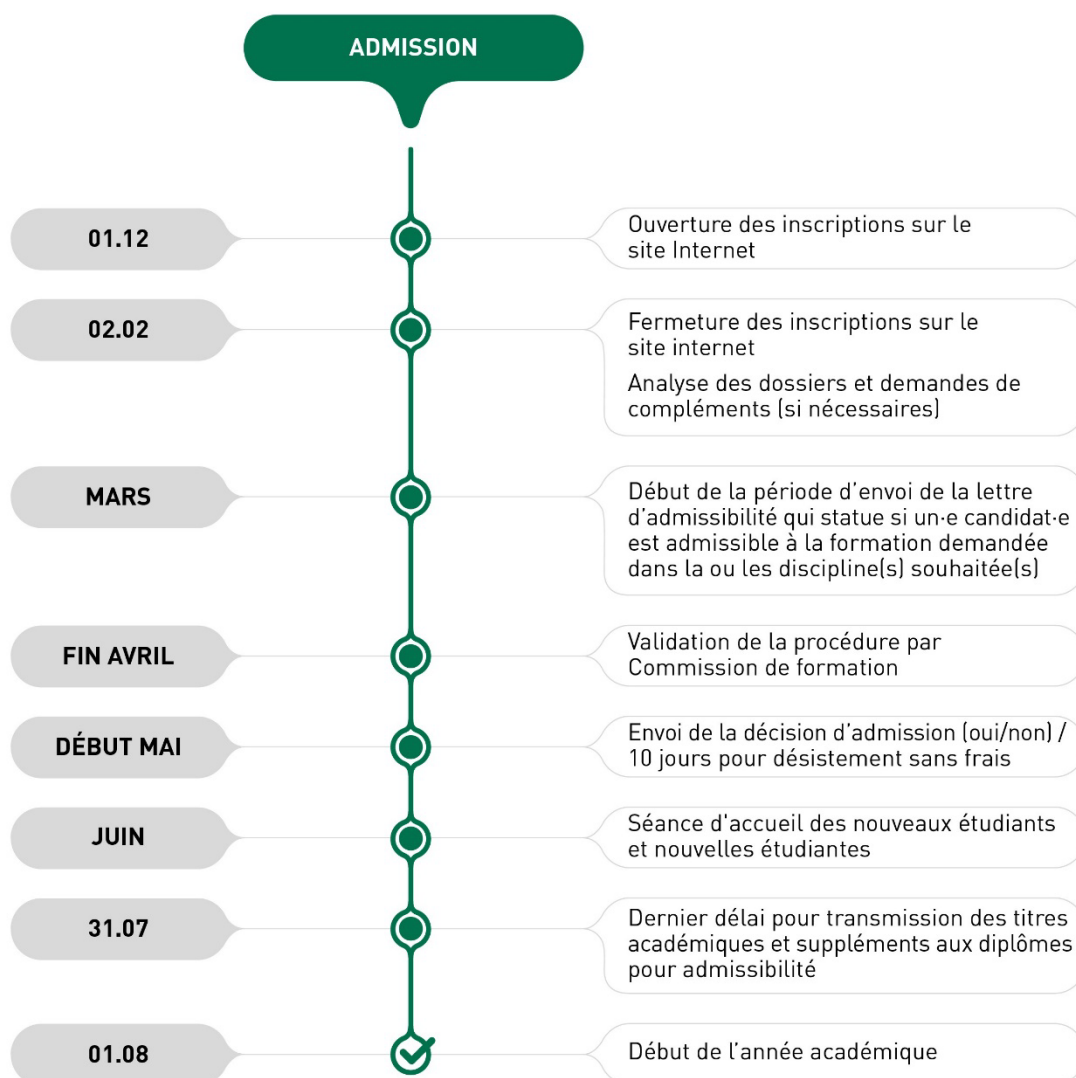 ADMISSION
01.12
Ouverture des inscriptions sur le
site Internet
02.02
Fermeture des inscriptions sur le
site internet
Analyse des dossiers et demandes de
compléments (si nécessaires)
MARS
Début de la période d'envoi de la lettre
d'admissibilité qui statue si un·e candidat·e
est admissible à la formation demandée
dans la ou les discipline(s) souhaitée(s)
FIN AVRIL
Validation de la procédure par
Commission de formation
DÉBUT MAI
Envoi de la décision d'admission (oui/non) /
10 jours pour désistement sans frais
JUIN
Séance d'accueil des nouveaux étudiants
et nouvelles étudiantes
31.07
Dernier délai pour transmission des titres
académiques et suppléments aux diplômes
pour admissibilité
01.08
Début de l'année académique